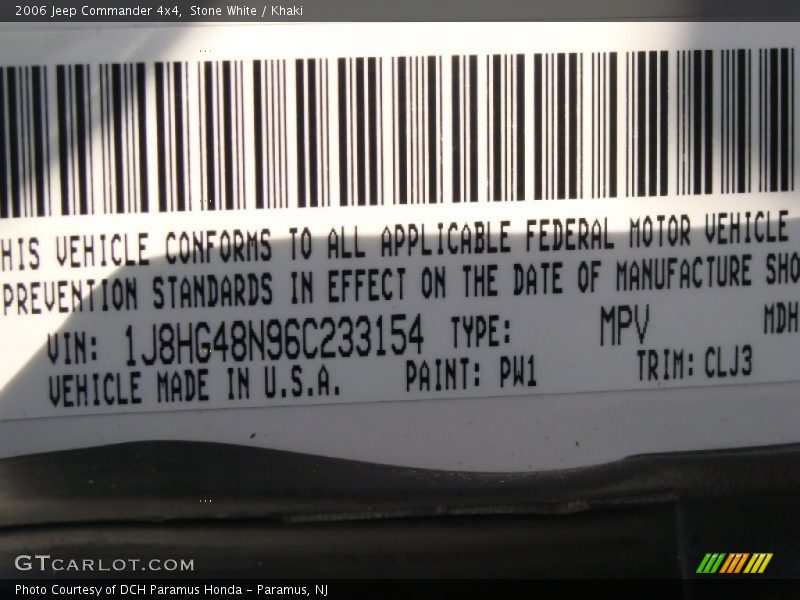 2006 Jeep Commander 4x4, Stone White / Khaki
HIS VEHICLE CONFORMS TO ALL APPLICABLE FEDERAL MOTOR VEHICLE
PREVENTION STANDARDS IN EFFECT ON THE DATE OF MANUFACTURE SHO
VIN: 1J8HG48N96C233154 TYPE: MPV MDH
VEHICLE MADE IN U.S.A. PAINT: PW1 TRIM: CLJ3
GTCARLOT.COM
Photo Courtesy of DCH Paramus Honda - Paramus, NJ